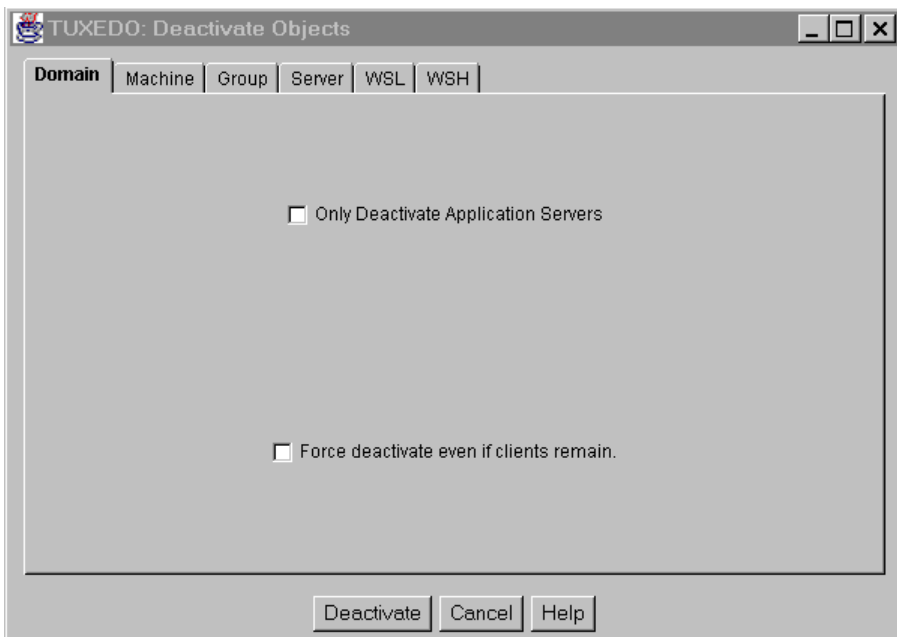 TUXEDO: Deactivate Objects
Domain Machine Group Server WSL WSH
Only Deactivate Application Servers
Force deactivate even if clients remain.
Deactivate Cancel Help